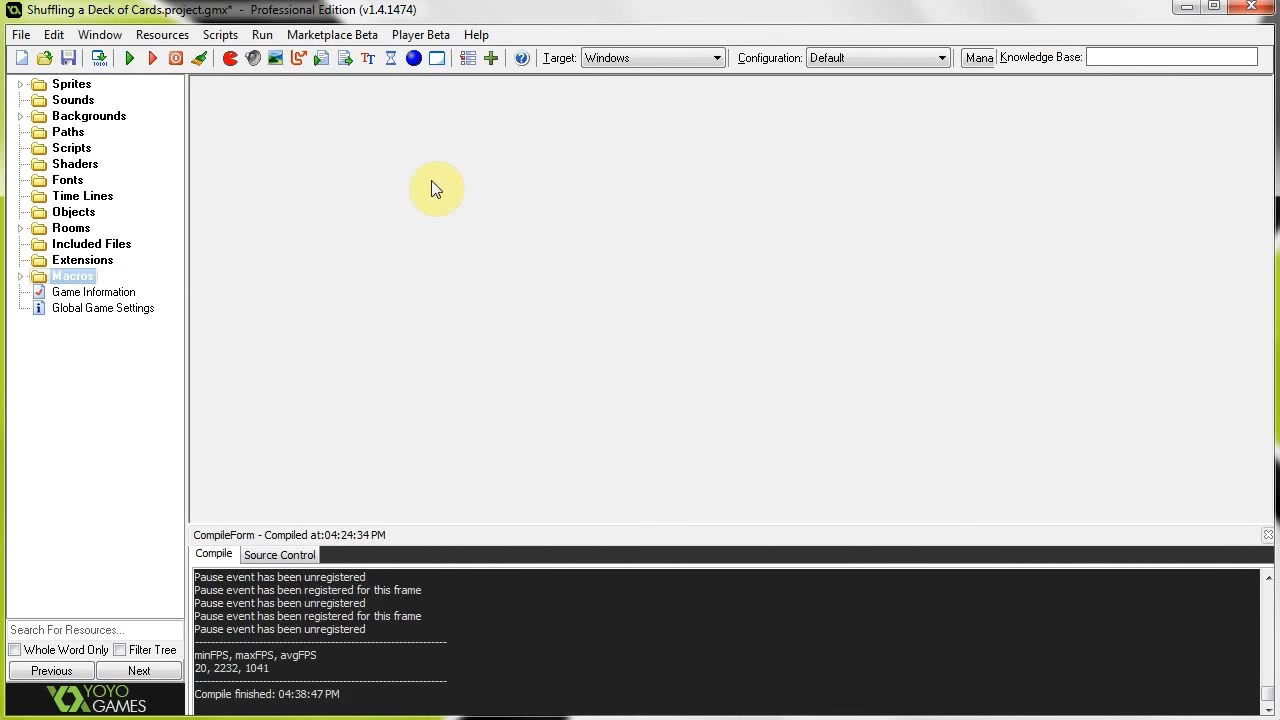 Shuffling a Deck of Cards.project.gmx* - Professional Edition (v1.4.1474)
File Edit Window Resources Scripts Run Marketplace Beta Player Beta Help
Target: Windows Configuration: Default Mana Knowledge Base:
Sprites
Sounds
Backgrounds
Paths
Scripts
Shaders
Fonts
Time Lines
Objects
Rooms
Included Files
Extensions
Macros
Game Information
Global Game Settings
Search For Resources...
Whole Word Only Filter Tree
Previous Next
YOYO
GAMES
CompileForm - Compiled at:04:24:34 PM
Compile Source Control
Pause event has been unregistered
Pause event has been registered for this frame
Pause event has been unregistered
Pause event has been registered for this frame
Pause event has been unregistered
---------------------------------------------------------------
minFPS, maxFPS, avgFPS
20, 2232, 1041
---------------------------------------------------------------
Compile finished: 04:38:47 PM